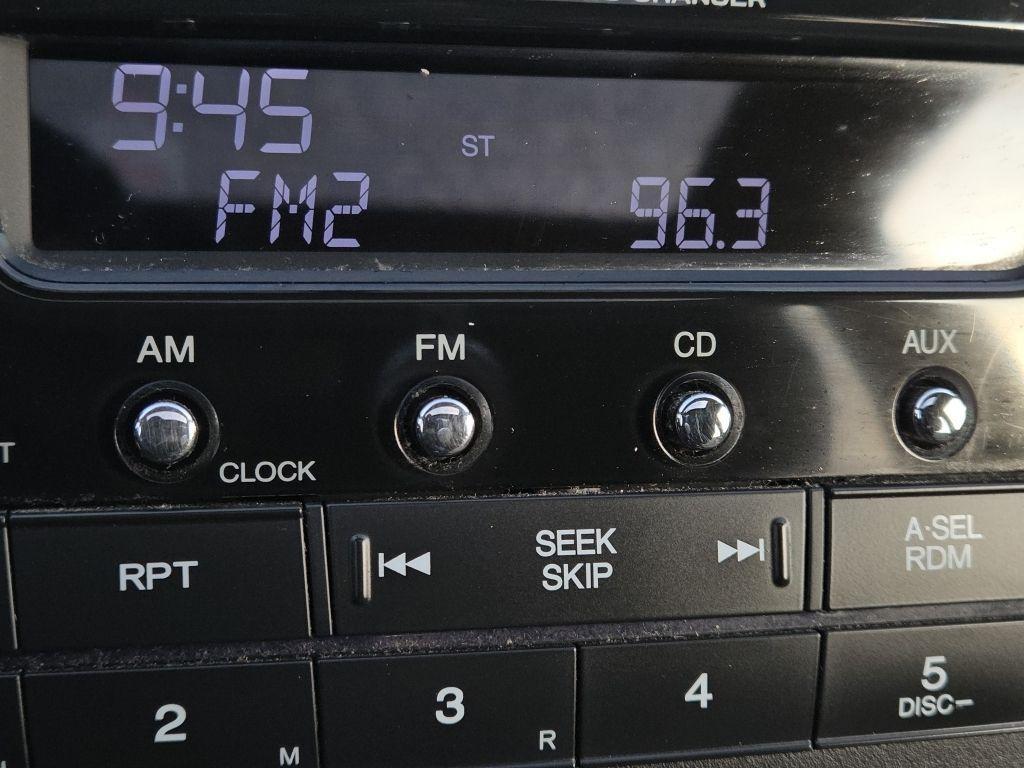 CHANGER
9:45
ST
FM2 96.3
AM FM CD AUX
CLOCK
RPT SEEK SKIP A·SEL RDM
2 3 4 5
M R DISC–